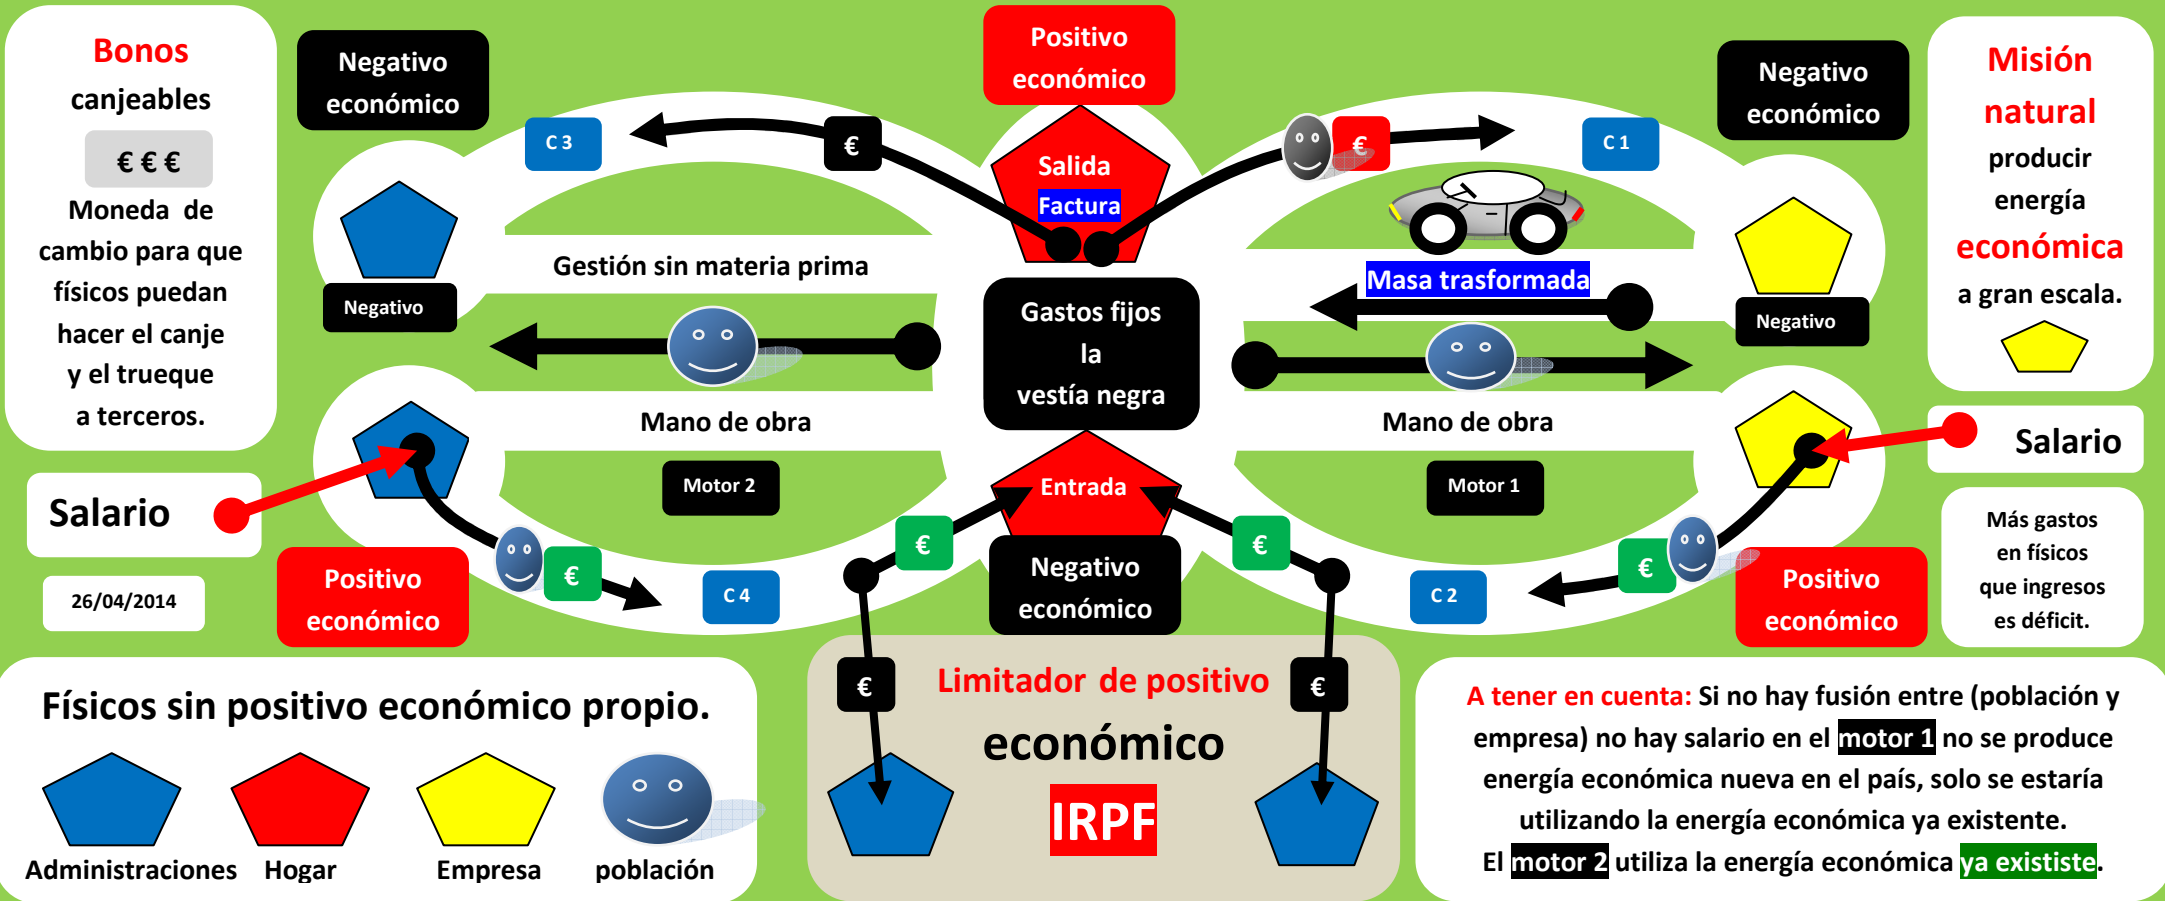 Bonos
canjeables
€ € €
Moneda de
cambio para que
físicos puedan
hacer el canje
y el trueque
a terceros.
Salario
26/04/2014
Negativo
económico
C 3
€
Positivo
económico
Salida
Factura
€
C 1
Negativo
económico
Misión
natural
producir
energía
económica
a gran escala.
Gestión sin materia prima
Negativo
Masa trasformada
Negativo
Gastos fijos
la
vestía negra
Mano de obra
Mano de obra
Motor 2
Motor 1
Entrada
€
€
€
€
Salario
Positivo
económico
C 4
Negativo
económico
C 2
Positivo
económico
Más gastos
en físicos
que ingresos
es déficit.
Físicos sin positivo económico propio.
Administraciones
Hogar
Empresa
población
€
Limitador de positivo
€
económico
IRPF
A tener en cuenta: Si no hay fusión entre (población y
empresa) no hay salario en el motor 1 no se produce
energía económica nueva en el país, solo se estaría
utilizando la energía económica ya existente.
El motor 2 utiliza la energía económica ya exististe.